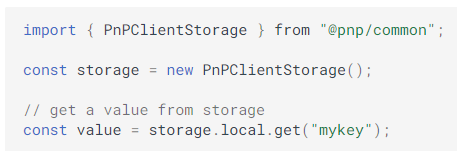 import { PnPClientStorage } from "@pnp/common";
const storage = new PnPClientStorage();
// get a value from storage
const value = storage.local.get("mykey");